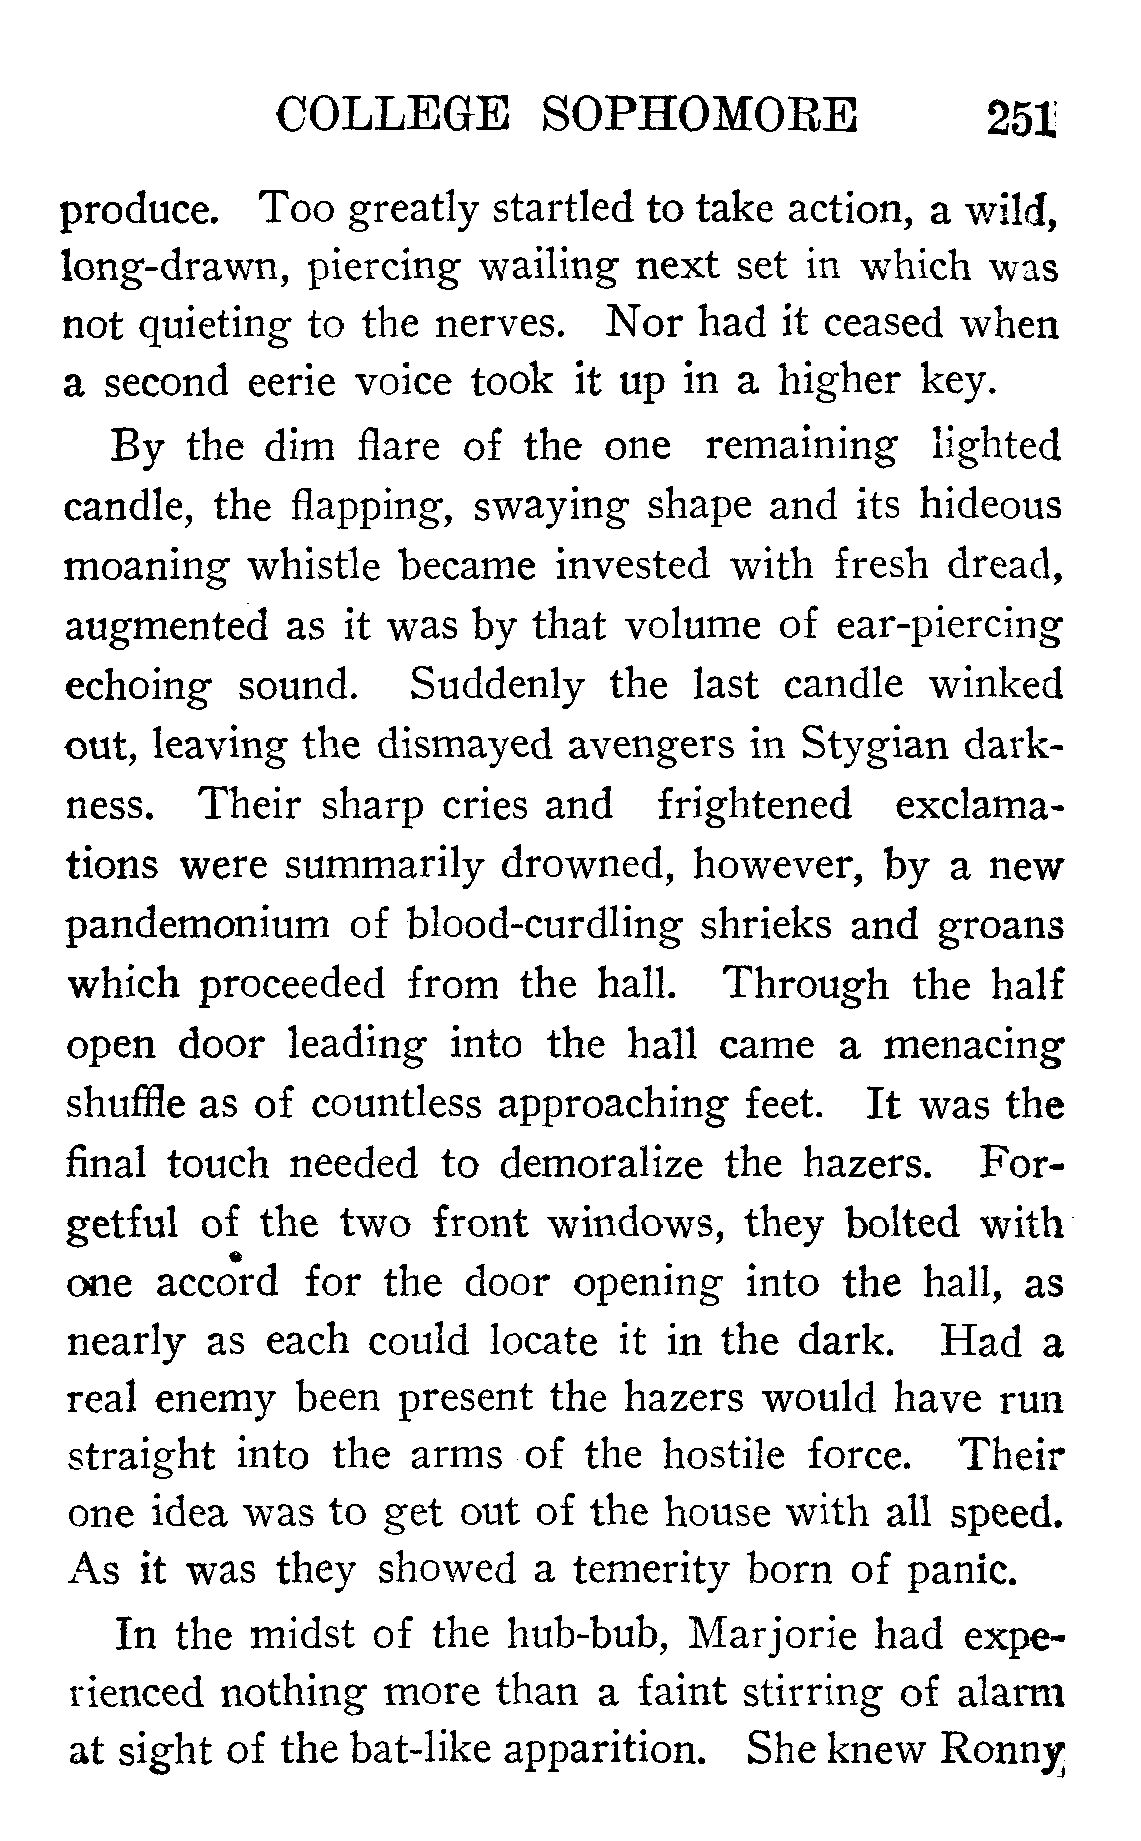 COLLEGE SOPHOMORE 251
produce. Too greatly startled to take action, a wild,
long-drawn, piercing wailing next set in which was
not quieting to the nerves. Nor had it ceased when
a second eerie voice took it up in a higher key.
By the dim flare of the one remaining lighted
candle, the flapping, swaying shape and its hideous
moaning whistle became invested with fresh dread,
augmented as it was by that volume of ear-piercing
echoing sound. Suddenly the last candle winked
out, leaving the dismayed avengers in Stygian dark-
ness. Their sharp cries and frightened exclama-
tions were summarily drowned, however, by a new
pandemonium of blood-curdling shrieks and groans
which proceeded from the hall. Through the half
open door leading into the hall came a menacing
shuffle as of countless approaching feet. It was the
final touch needed to demoralize the hazers. For-
getful of the two front windows, they bolted with
one accord for the door opening into the hall, as
nearly as each could locate it in the dark. Had a
real enemy been present the hazers would have run
straight into the arms of the hostile force. Their
one idea was to get out of the house with all speed.
As it was they showed a temerity born of panic.
In the midst of the hub-bub, Marjorie had expe-
rienced nothing more than a faint stirring of alarm
at sight of the bat-like apparition. She knew Ronny